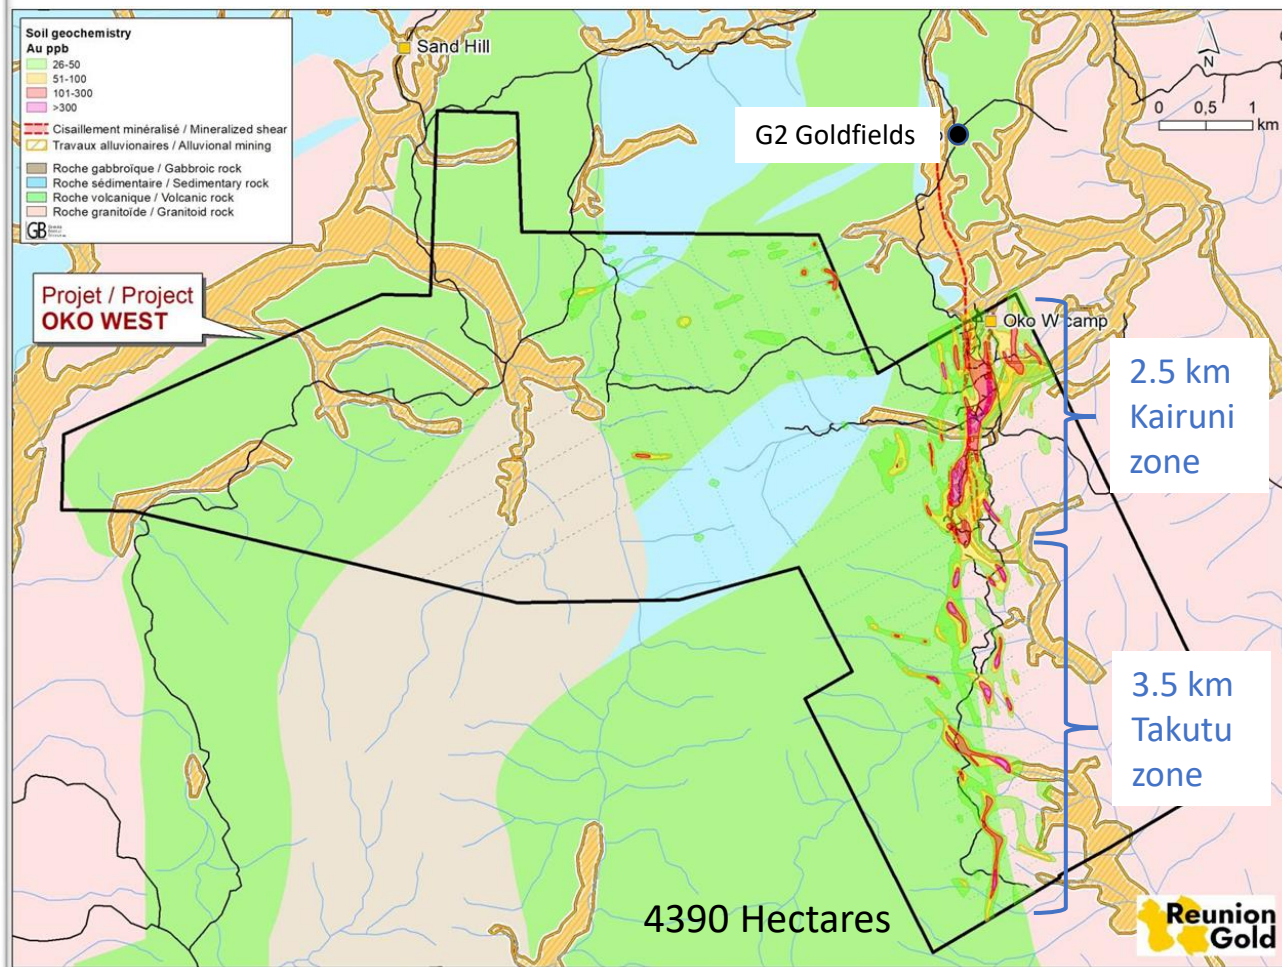 Soil geochemistry
Au ppb
26-50
51-100
101-300
>300
Cisaillement minéralisé / Mineralized shear
Travaux alluvionaires / Alluvional mining
Roche gabbroïque / Gabbroic rock
Roche sédimentaire / Sedimentary rock
Roche volcanique / Volcanic rock
Roche granitoïde / Granitoid rock
GB
Sand Hill
N
0 0,5 1
km
G2 Goldfields
Projet / Project
OKO WEST
Oko W camp
2.5 km
Kairuni
zone
3.5 km
Takutu
zone
4390 Hectares
Reunion
Gold